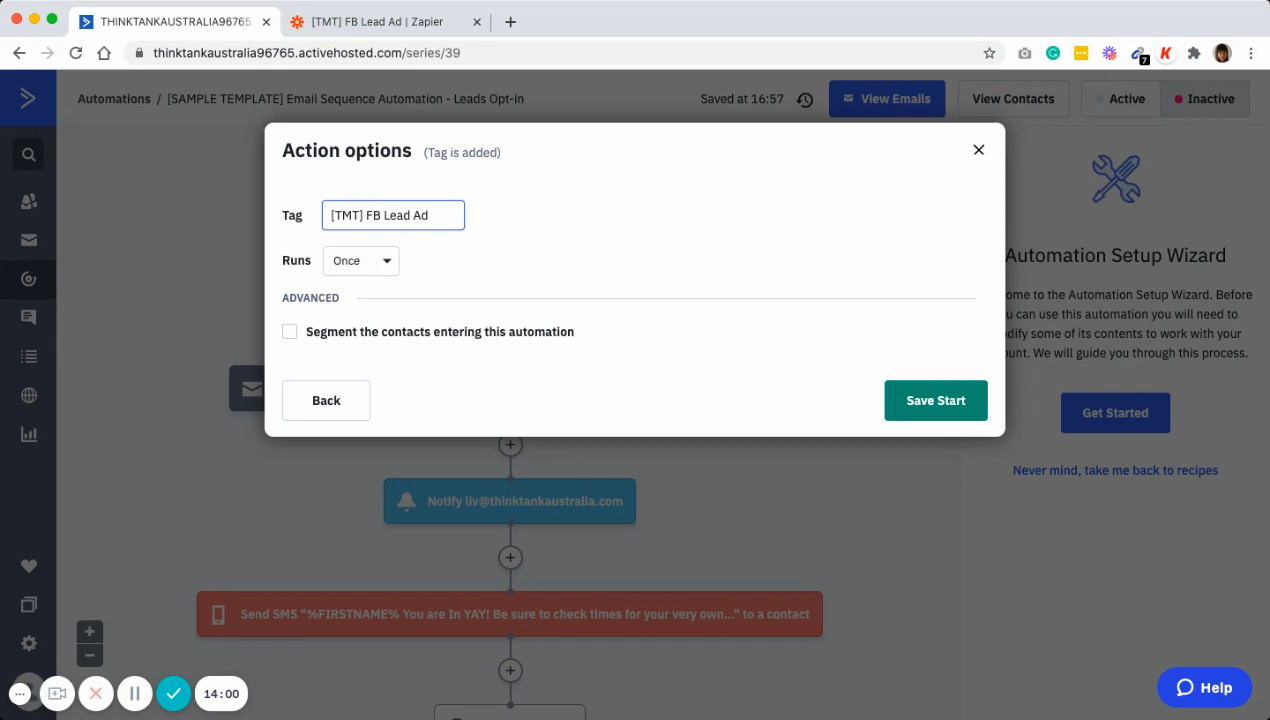 THINKTANKAUSTRALIA96765
[TMT] FB Lead Ad | Zapier
thinktankaustralia96765.activehosted.com/series/39
7
K
Automations / [SAMPLE TEMPLATE] Email Sequence Automation - Leads Opt-in
Saved at 16:57
View Emails
View Contacts
Active
Inactive
Action options (Tag is added)
Tag [TMT] FB Lead Ad
Runs Once
ADVANCED
Segment the contacts entering this automation
Back
Save Start
Automation Setup Wizard
ome to the Automation Setup Wizard. Before
can use this automation you will need to
dify some of its contents to work with your
unt. We will guide you through this process.
Get Started
Never mind, take me back to recipes
Notify liv@thinktankaustralia.com
Send SMS "%FIRSTNAME% You are In YAY! Be sure to check times for your very own..." to a contact
14:00
Help